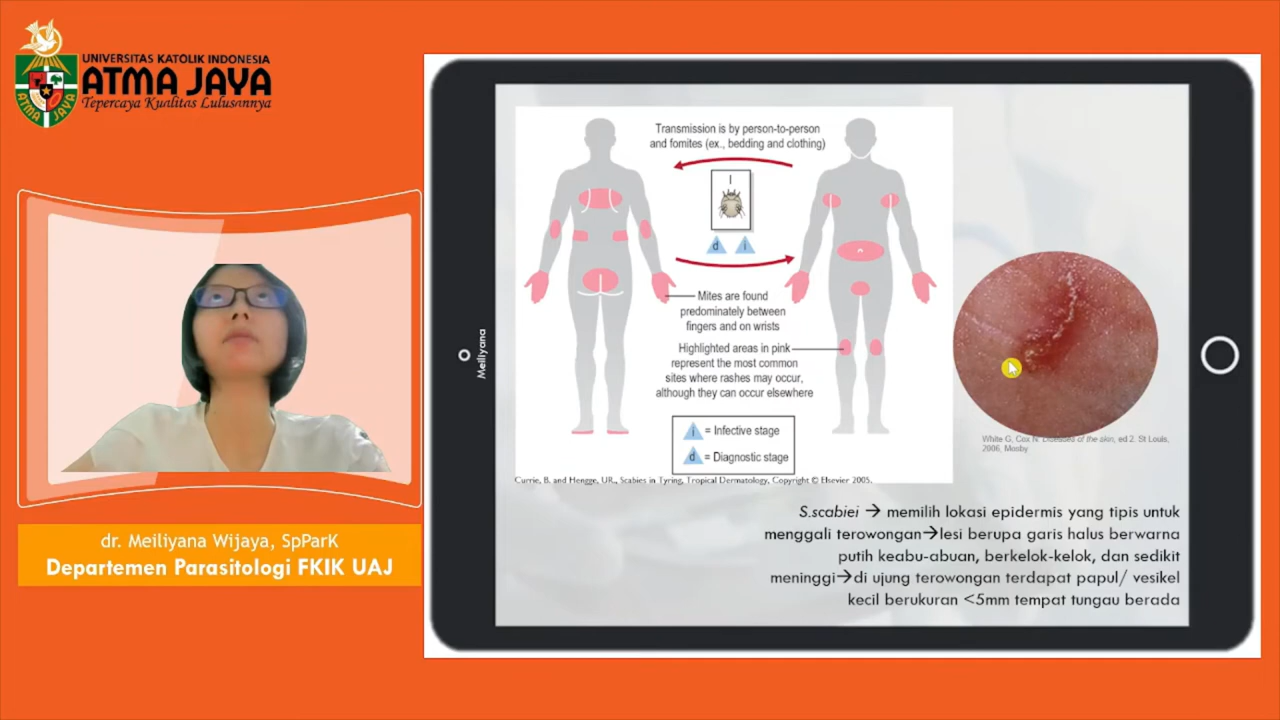 UNIVERSITAS KATOLIK INDONESIA
ATMA JAYA
Tepercaya Kualitas Lulusannya
ATMA JAYA
dr. Meiliyana Wijaya, SpParK
Departemen Parasitologi FKIK UAJ
Meiliyana
Transmission is by person-to-person
and fomites (ex., bedding and clothing)
d i
Mites are found
predominately between
fingers and on wrists
Highlighted areas in pink
represent the most common
sites where rashes may occur,
although they can occur elsewhere
i = Infective stage
d = Diagnostic stage
Currie, B. and Hengge, UR., Scabies in Tyring, Tropical Dermatology, Copyright © Elsevier 2005.
White G, Cox N: Diseases of the skin, ed 2, St Louis,
2006, Mosby
S.scabiei → memilih lokasi epidermis yang tipis untuk
menggali terowongan→lesi berupa garis halus berwarna
putih keabu-abuan, berkelok-kelok, dan sedikit
meninggi→di ujung terowongan terdapat papul/ vesikel
kecil berukuran <5mm tempat tungau berada